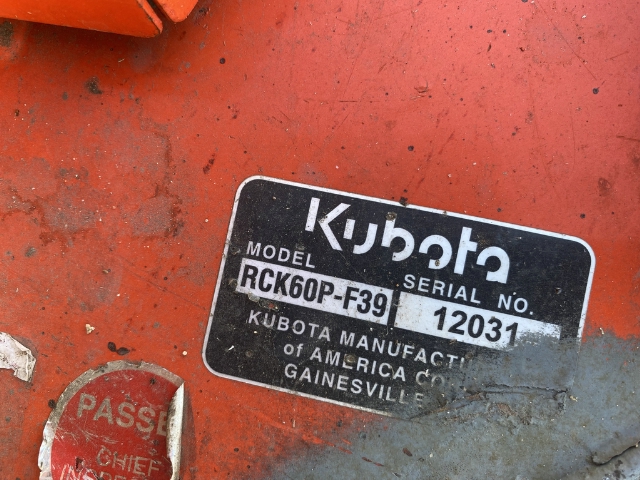 Kubota
MODEL
SERIAL NO.
RCK60P-F39
12031
KUBOTA MANUFACTU
of AMERICA CO
GAINESVILLE
PASSE
CHIEF